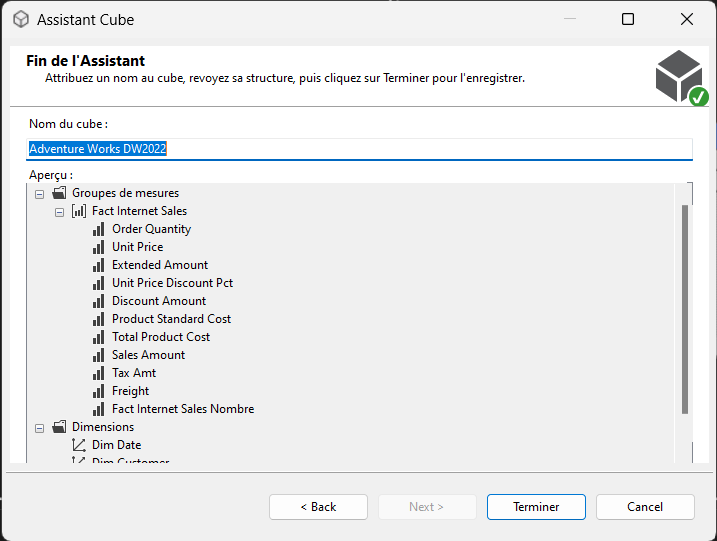 Assistant Cube
Fin de l'Assistant
Attribuez un nom au cube, revoyez sa structure, puis cliquez sur Terminer pour l'enregistrer.
Nom du cube :
Adventure Works DW2022
Aperçu :
Groupes de mesures
Fact Internet Sales
Order Quantity
Unit Price
Extended Amount
Unit Price Discount Pct
Discount Amount
Product Standard Cost
Total Product Cost
Sales Amount
Tax Amt
Freight
Fact Internet Sales Nombre
Dimensions
Dim Date
Dim Customer
< Back
Next >
Terminer
Cancel